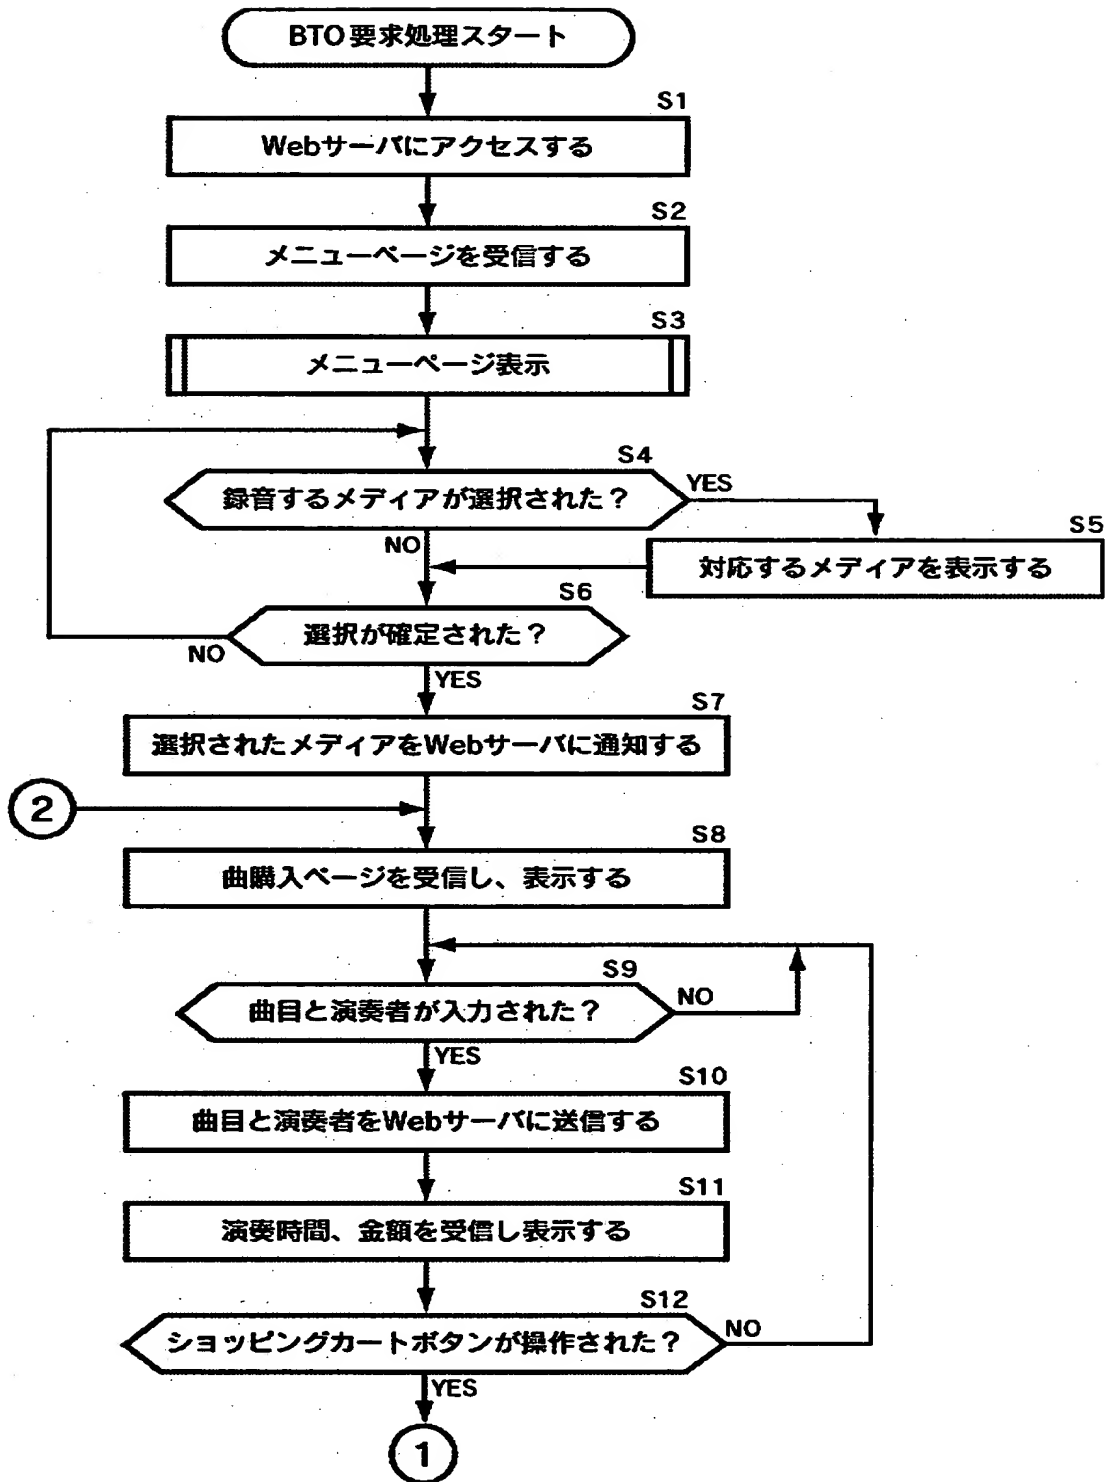 BTO要求処理スタート
S1
Webサーバにアクセスする
S2
メニューページを受信する
S3
メニューページ表示
S4
録音するメディアが選択された?
YES
NO
S5
対応するメディアを表示する
S6
選択が確定された?
NO
YES
S7
選択されたメディアをWebサーバに通知する
2
S8
曲購入ページを受信し、表示する
S9
曲目と演奏者が入力された?
NO
YES
S10
曲目と演奏者をWebサーバに送信する
S11
演奏時間、金額を受信し表示する
S12
ショッピングカートボタンが操作された?
NO
YES
1